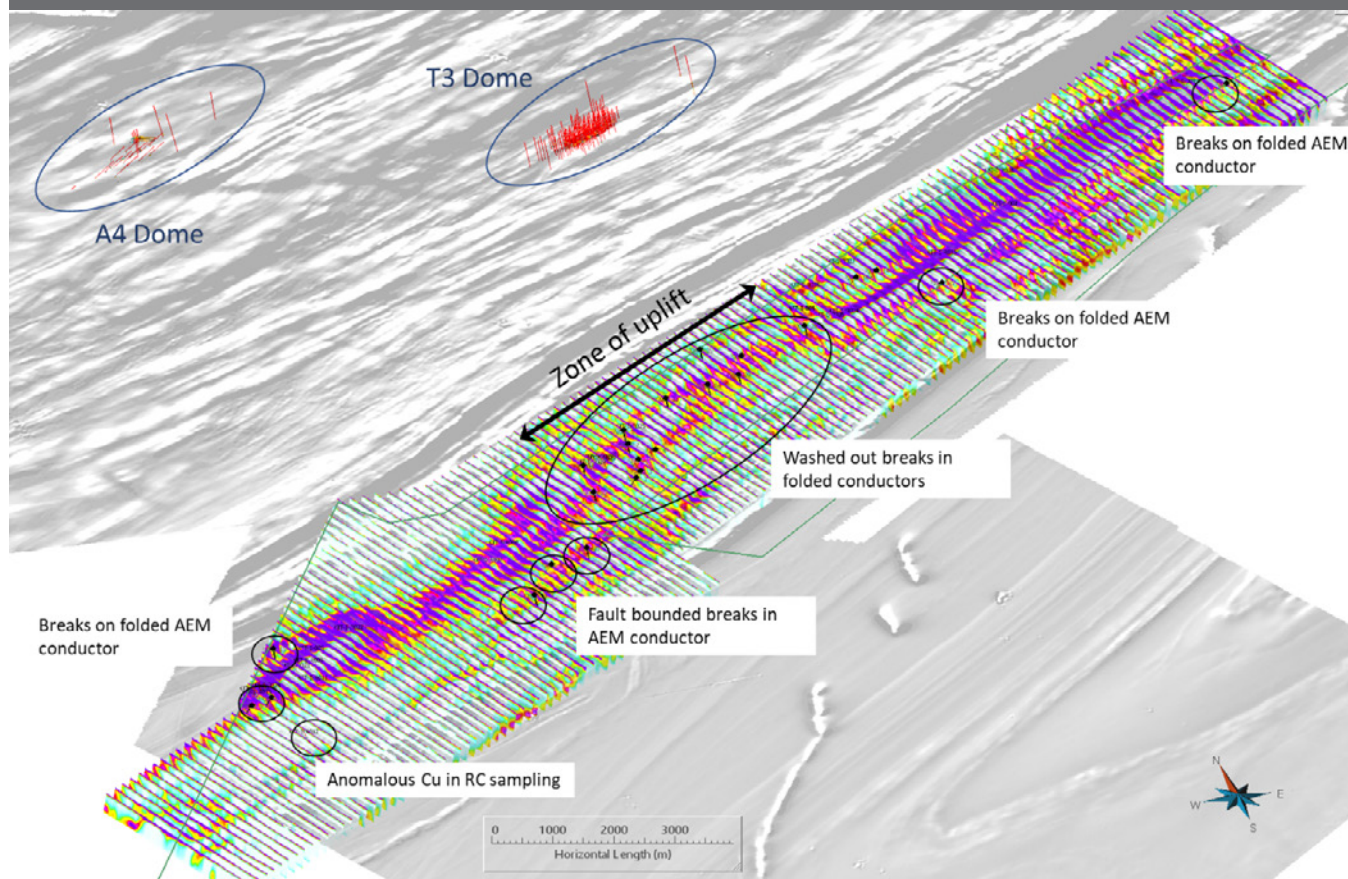 T3 Dome
A4 Dome
Breaks on folded AEM
conductor
Zone of uplift
Breaks on folded AEM
conductor
Washed out breaks in
folded conductors
Breaks on folded AEM
conductor
Fault bounded breaks in
AEM conductor
Anomalous Cu in RC sampling
0 1000 2000 3000
Horizontal Length (m)
N
W E
S